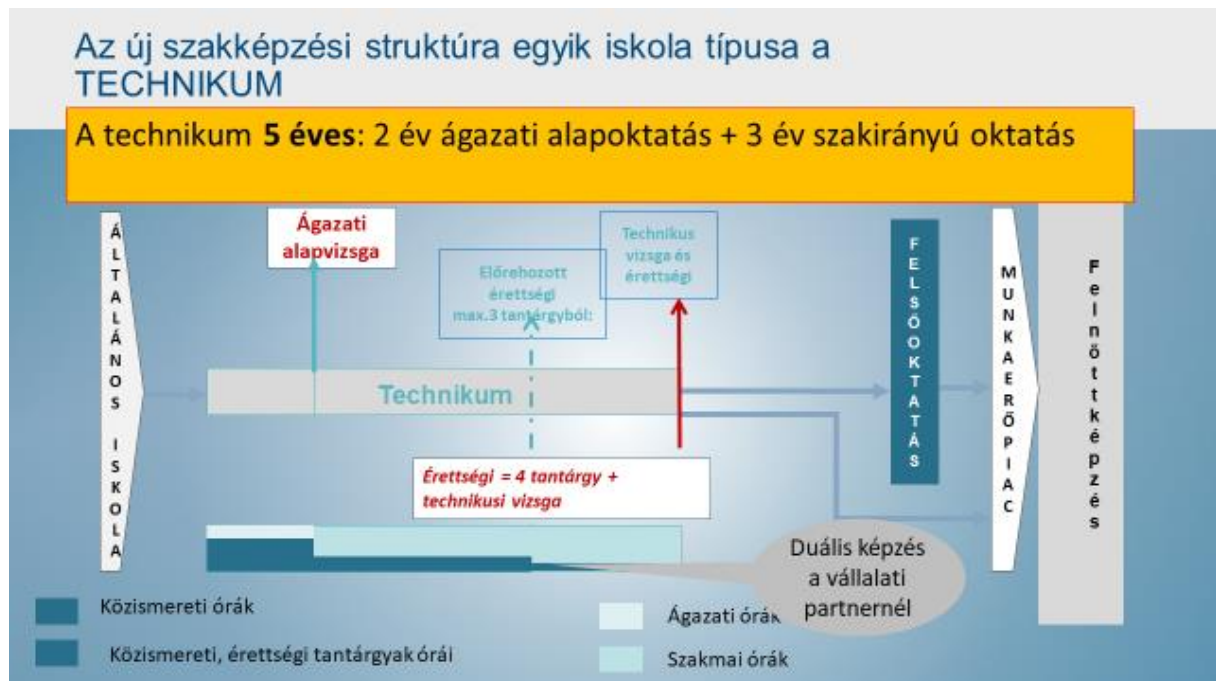 Az új szakképzési struktúra egyik iskola típusa a
TECHNIKUM
A technikum 5 éves: 2 év ágazati alapoktatás + 3 év szakirányú oktatás
ÁLTALÁNOS ISKOLA
Ágazati
alapvizsga
Előrehozott
érettségi
max.3 tantárgyból:
Technikus
vizsga és
érettségi
Technikum
Érettségi = 4 tantárgy +
technikusi vizsga
FELSŐOKTATÁS
MUNKAERŐPIAC
Felnőttképzés
Duális képzés
a vállalati
partnernél
Közismereti órák
Közismereti, érettségi tantárgyak órái
Ágazati órák
Szakmai órák